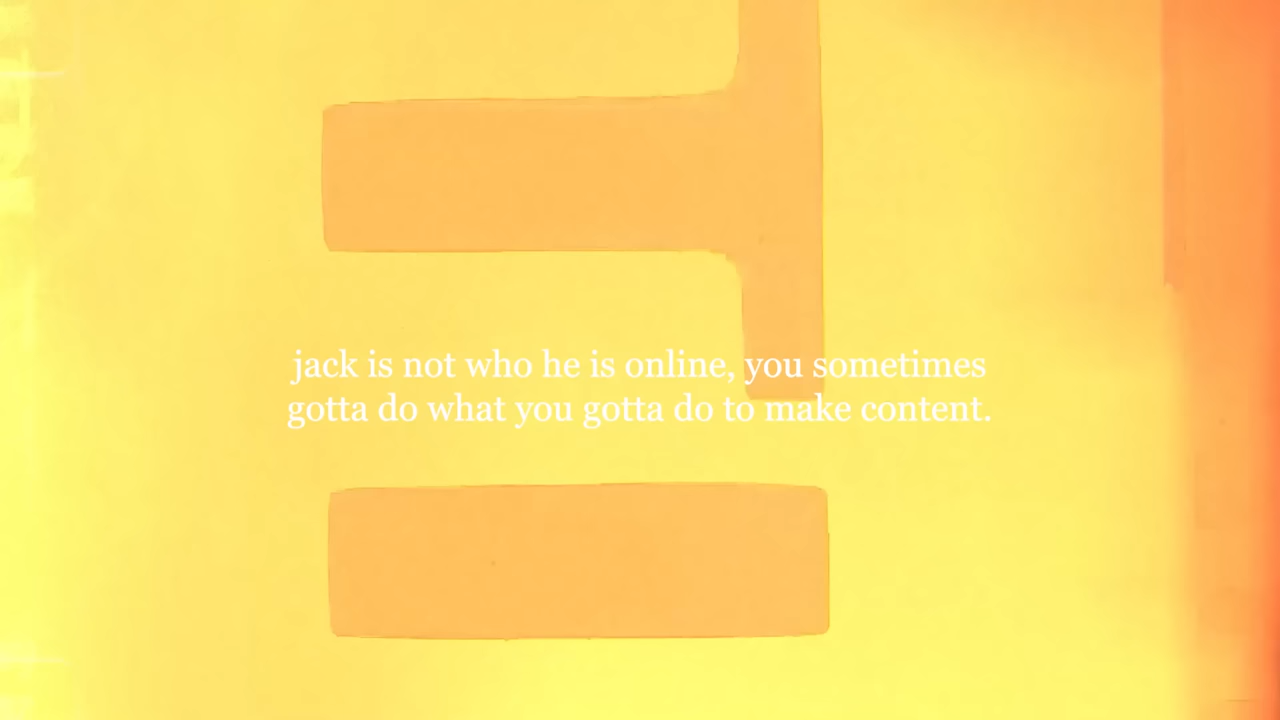 jack is not who he is online, you sometimes
gotta do what you gotta do to make content.